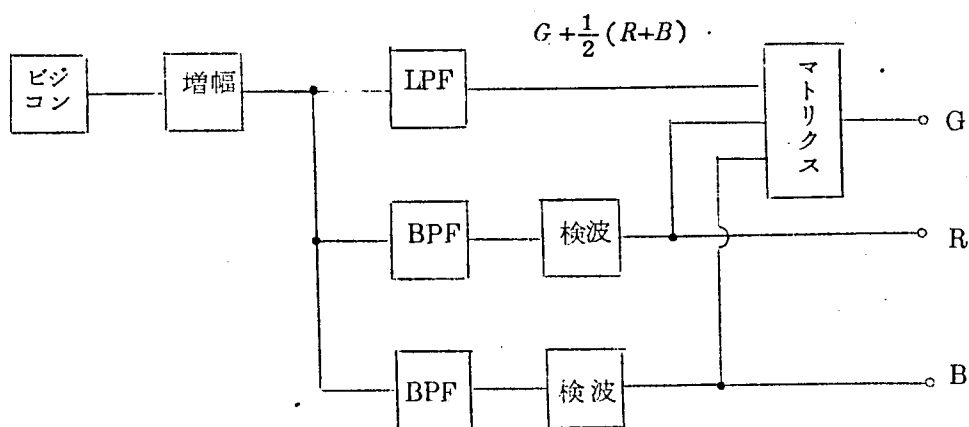 G+\frac{1}{2}(R+B)
ビジコン
増幅
LPF
マトリクス
G
BPF
検波
R
BPF
検波
B